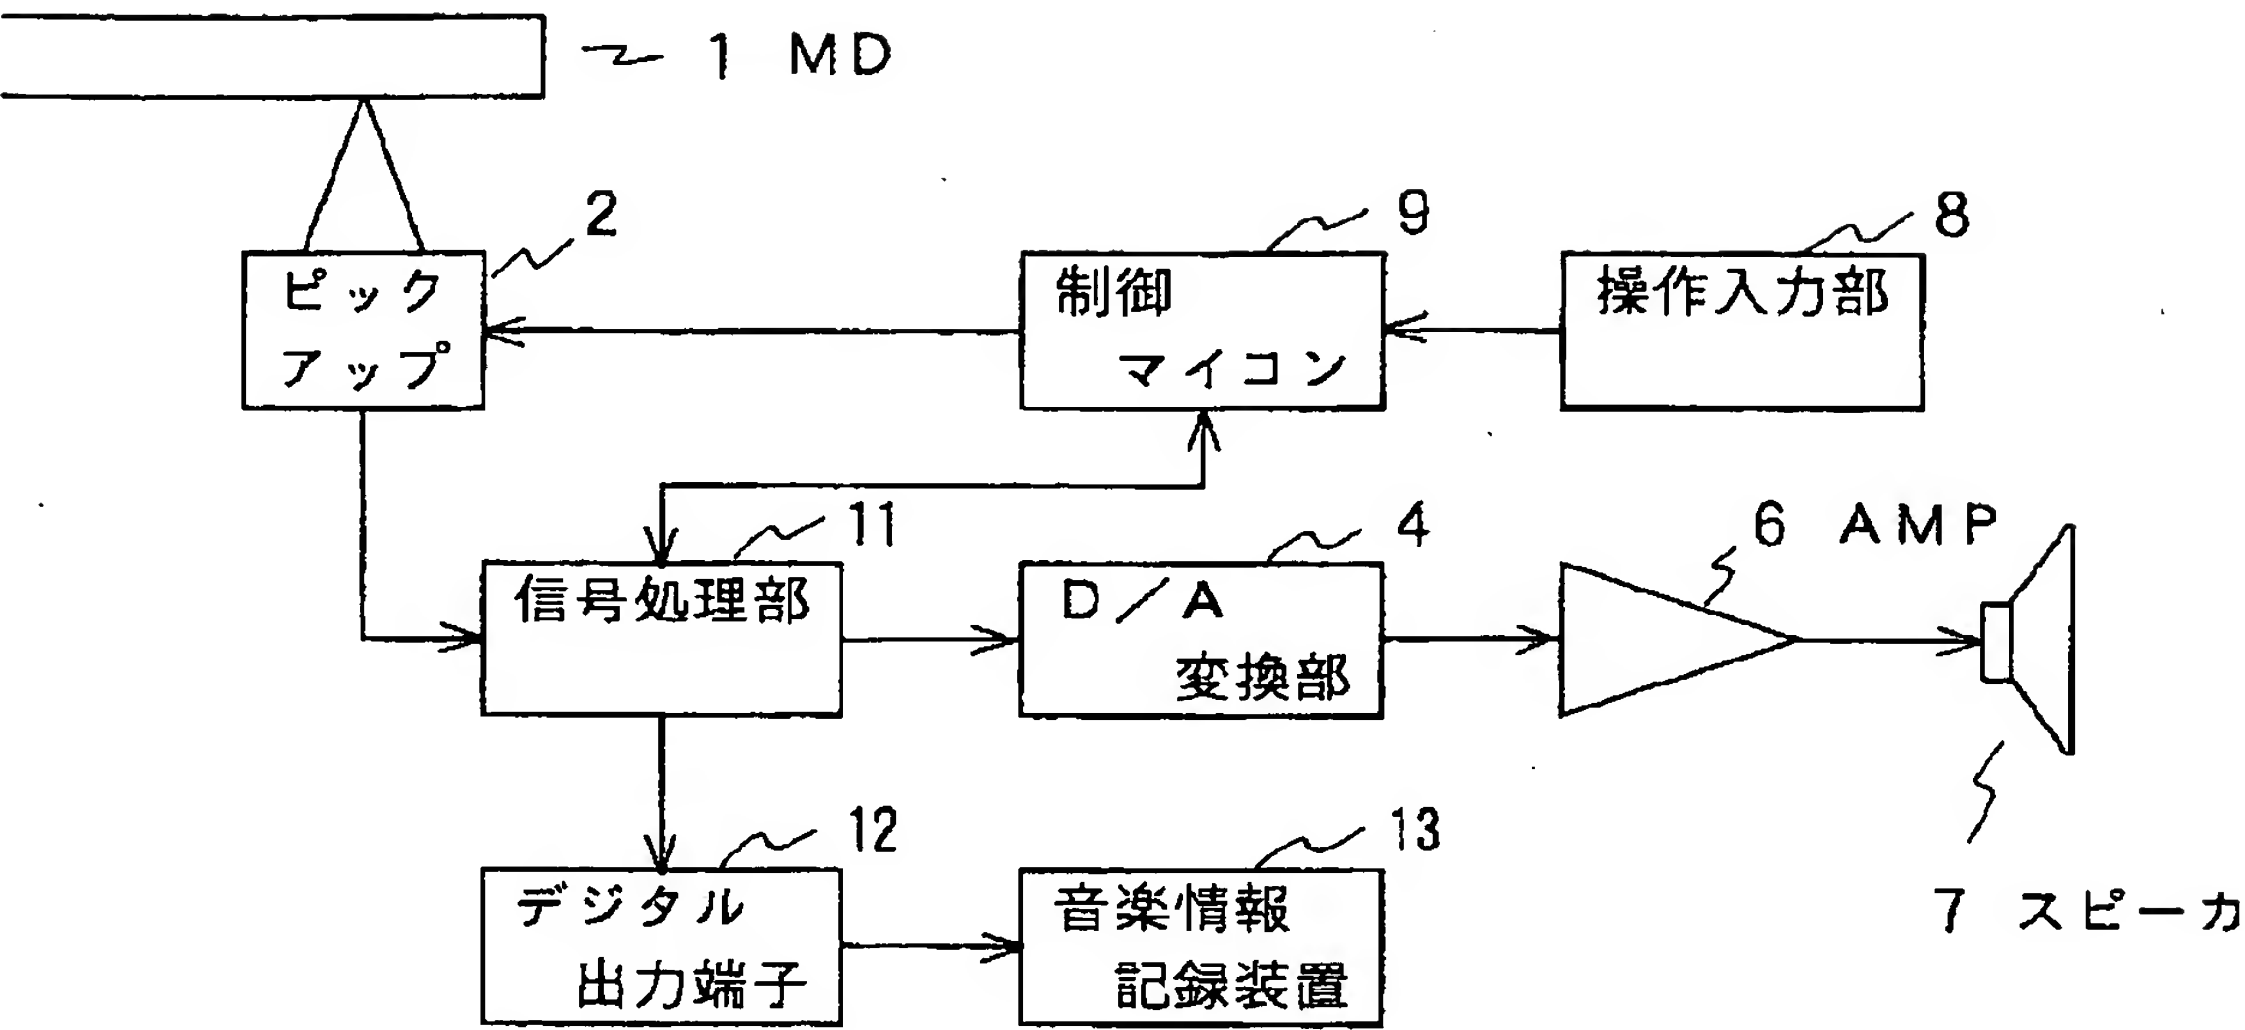 1 MD
2
ピック
アップ
9
制御
マイコン
8
操作入力部
11
信号処理部
4
D/A
変換部
6 AMP
7 スピーカ
12
デジタル
出力端子
13
音楽情報
記録装置